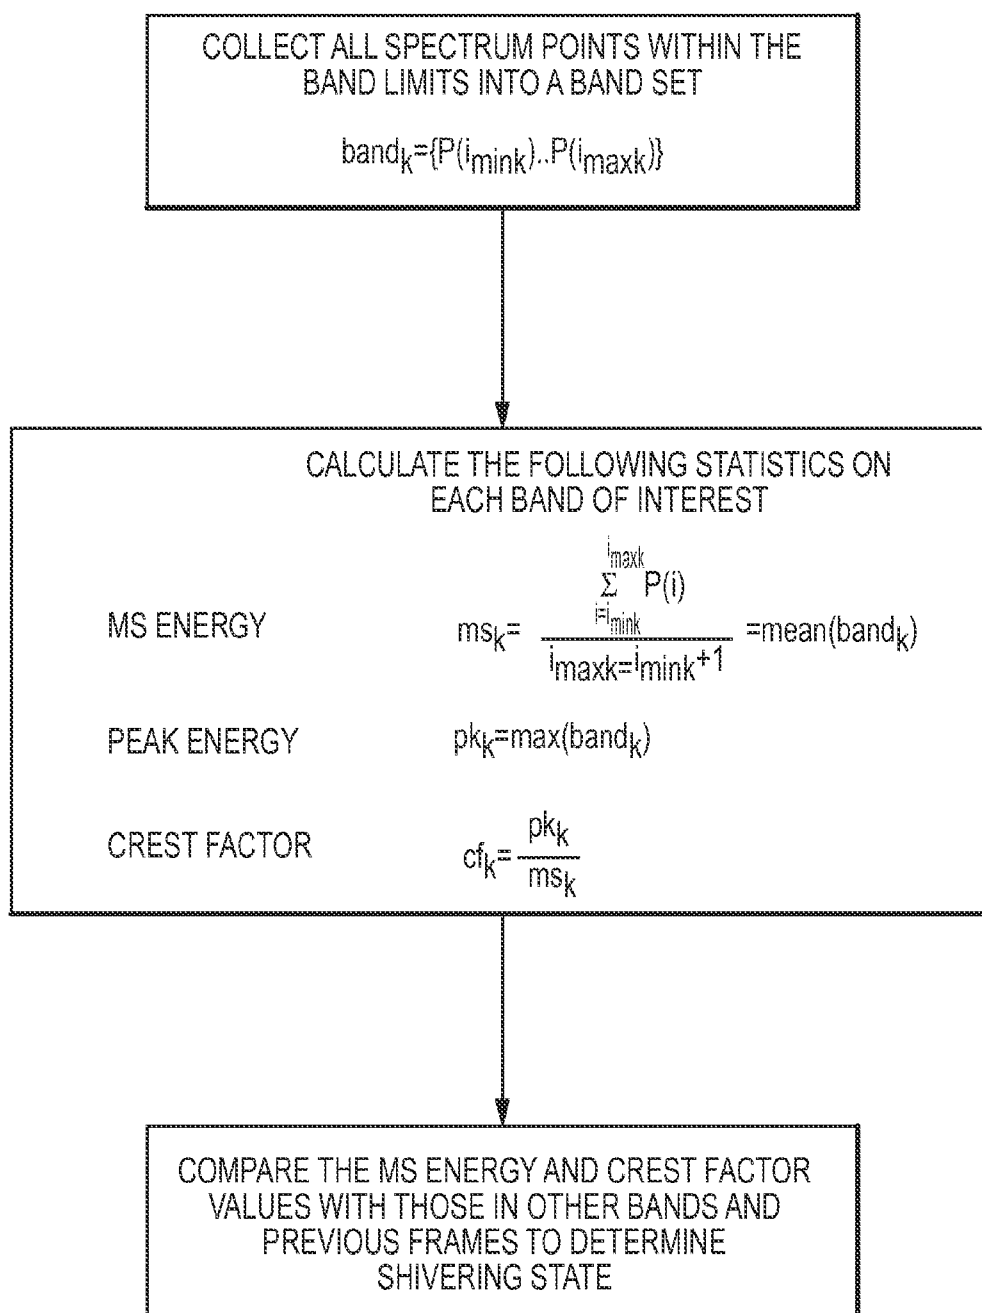 COLLECT ALL SPECTRUM POINTS WITHIN THE
BAND LIMITS INTO A BAND SET
band_k={P(i_mink)..P(i_maxk)}
CALCULATE THE FOLLOWING STATISTICS ON
EACH BAND OF INTEREST
MS ENERGY
i_maxk
Σ P(i)
i=i_mink
ms_k= =mean(band_k)
i_maxk=i_mink+1
PEAK ENERGY pk_k=max(band_k)
CREST FACTOR cf_k= pk_k
ms_k
COMPARE THE MS ENERGY AND CREST FACTOR
VALUES WITH THOSE IN OTHER BANDS AND
PREVIOUS FRAMES TO DETERMINE
SHIVERING STATE